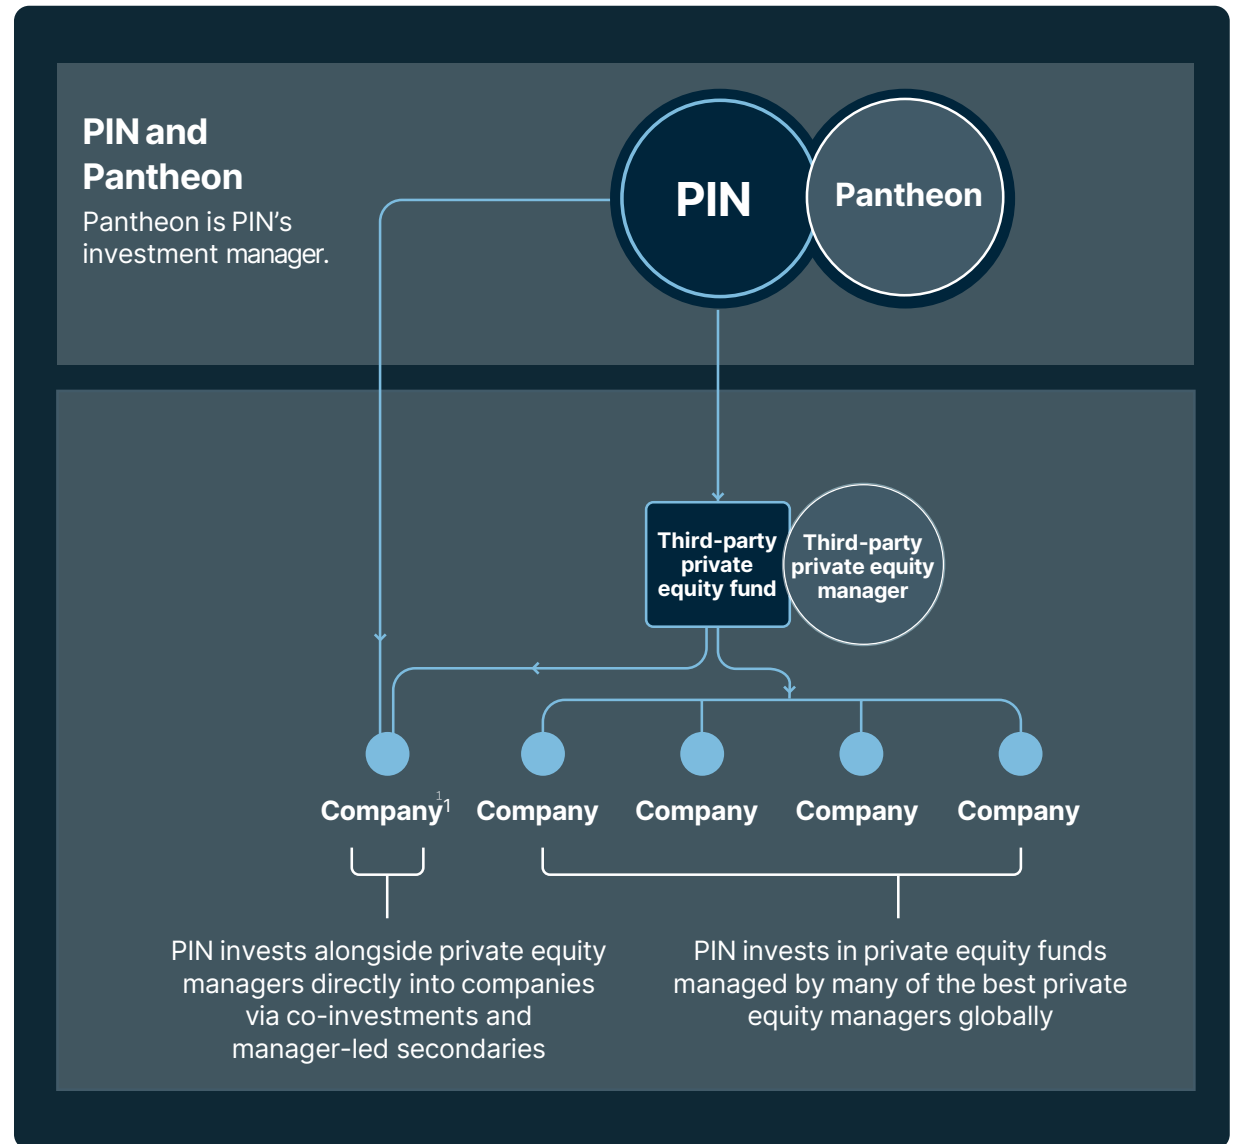 PIN and
Pantheon
Pantheon is PIN's
investment manager.
PIN
Pantheon
Third-party
private
equity fund
Third-party
private equity
manager
Company1 1
Company
Company
Company
Company
PIN invests alongside private equity
managers directly into companies
via co-investments and
manager-led secondaries
PIN invests in private equity funds
managed by many of the best private
equity managers globally